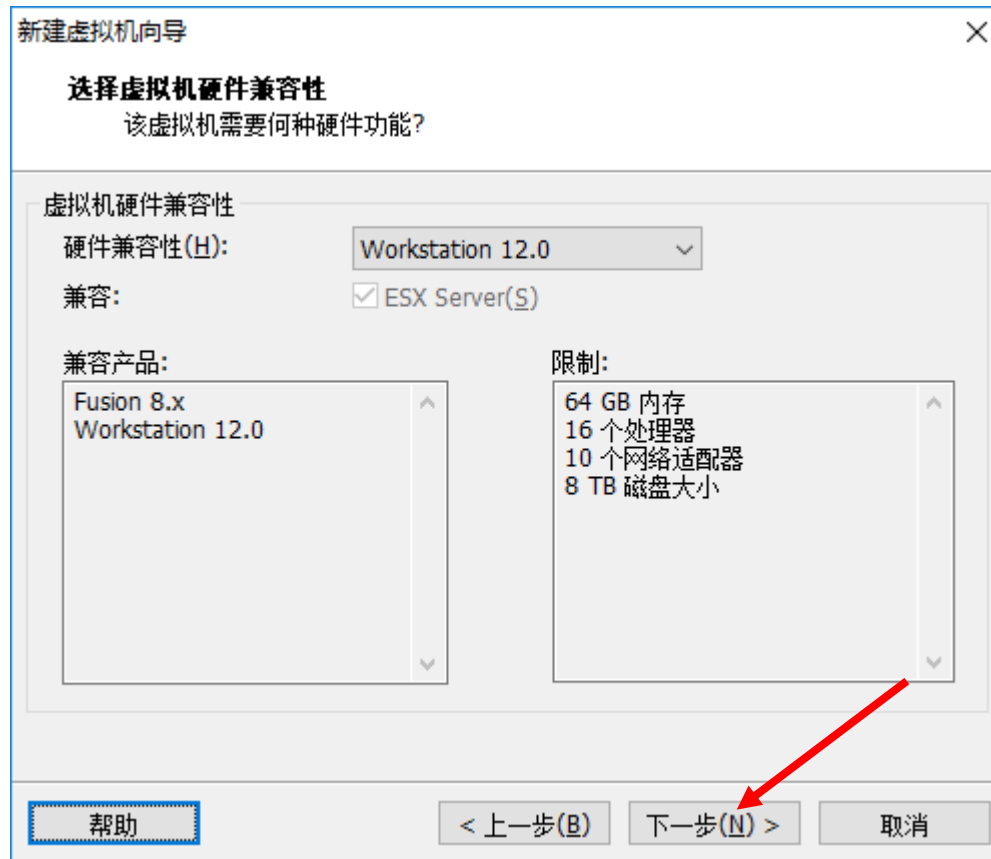 新建虚拟机向导
选择虚拟机硬件兼容性
该虚拟机需要何种硬件功能?
虚拟机硬件兼容性
硬件兼容性(H): Workstation 12.0
兼容: ESX Server(S)
兼容产品:
Fusion 8.x
Workstation 12.0
限制:
64 GB 内存
16 个处理器
10 个网络适配器
8 TB 磁盘大小
帮助 < 上一步(B) 下一步(N) > 取消